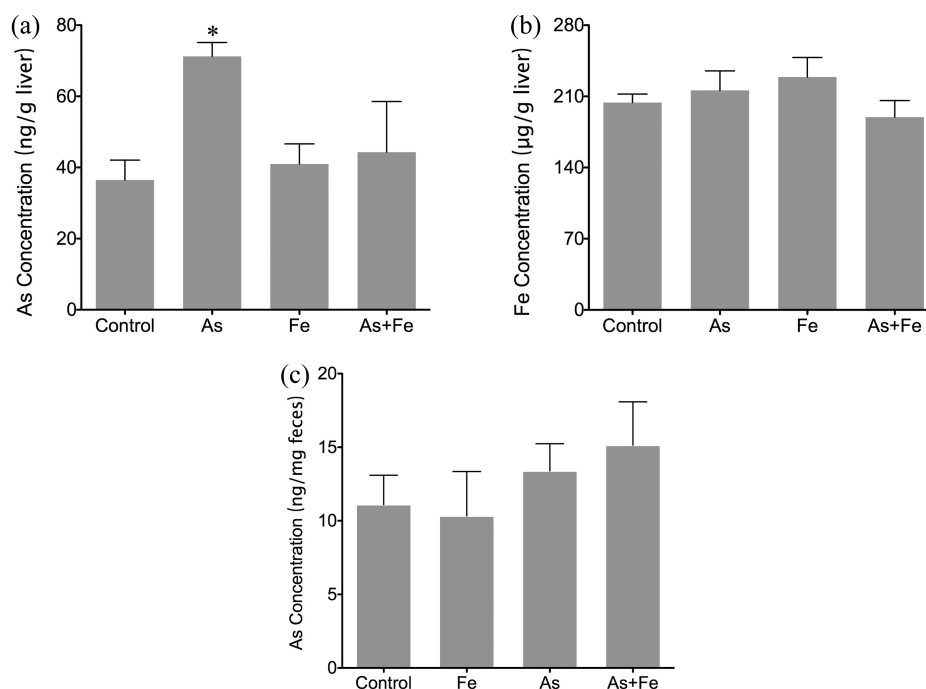 (a)
As Concentration (ng/g liver)
80
60
40
20
0
*
Control As Fe As+Fe
(b)
Fe Concentration (µg/g liver)
280
210
140
70
0
Control As Fe As+Fe
(c)
As Concentration (ng/mg feces)
20
15
10
5
0
Control Fe As As+Fe